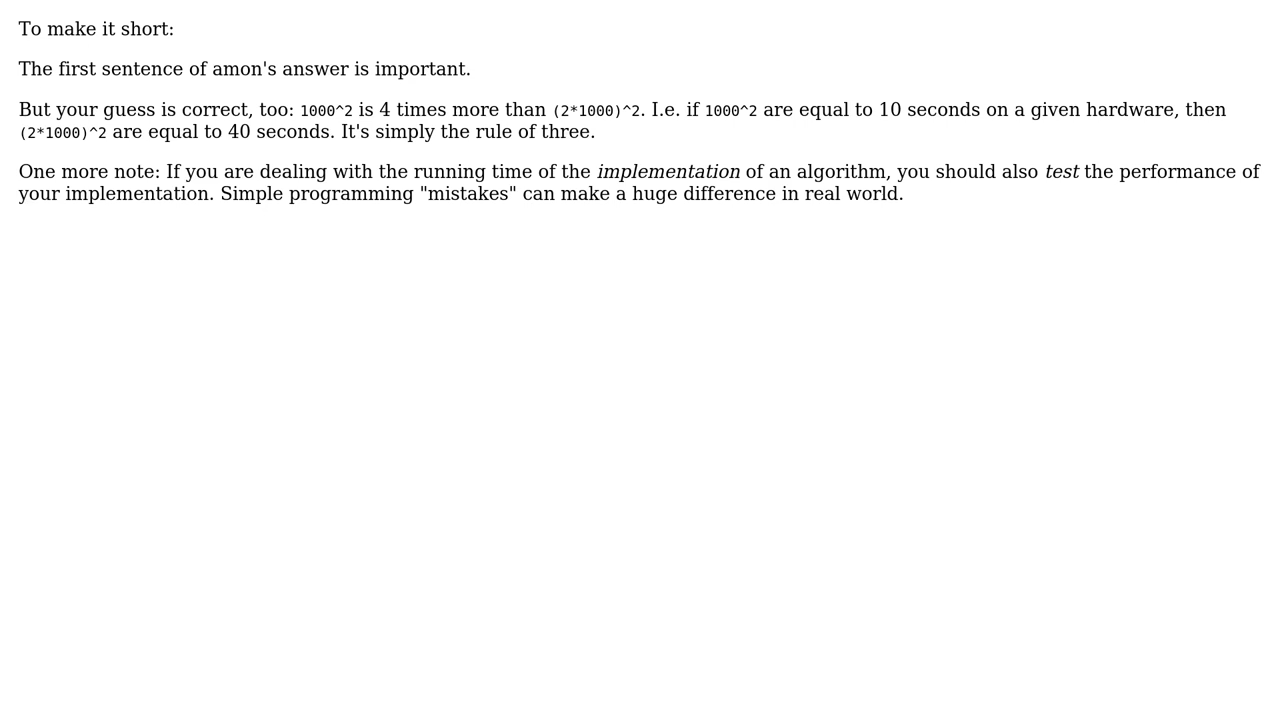 To make it short:
The first sentence of amon's answer is important.
But your guess is correct, too: 1000^2 is 4 times more than (2*1000)^2. I.e. if 1000^2 are equal to 10 seconds on a given hardware, then
(2*1000)^2 are equal to 40 seconds. It's simply the rule of three.
One more note: If you are dealing with the running time of the implementation of an algorithm, you should also test the performance of
your implementation. Simple programming "mistakes" can make a huge difference in real world.